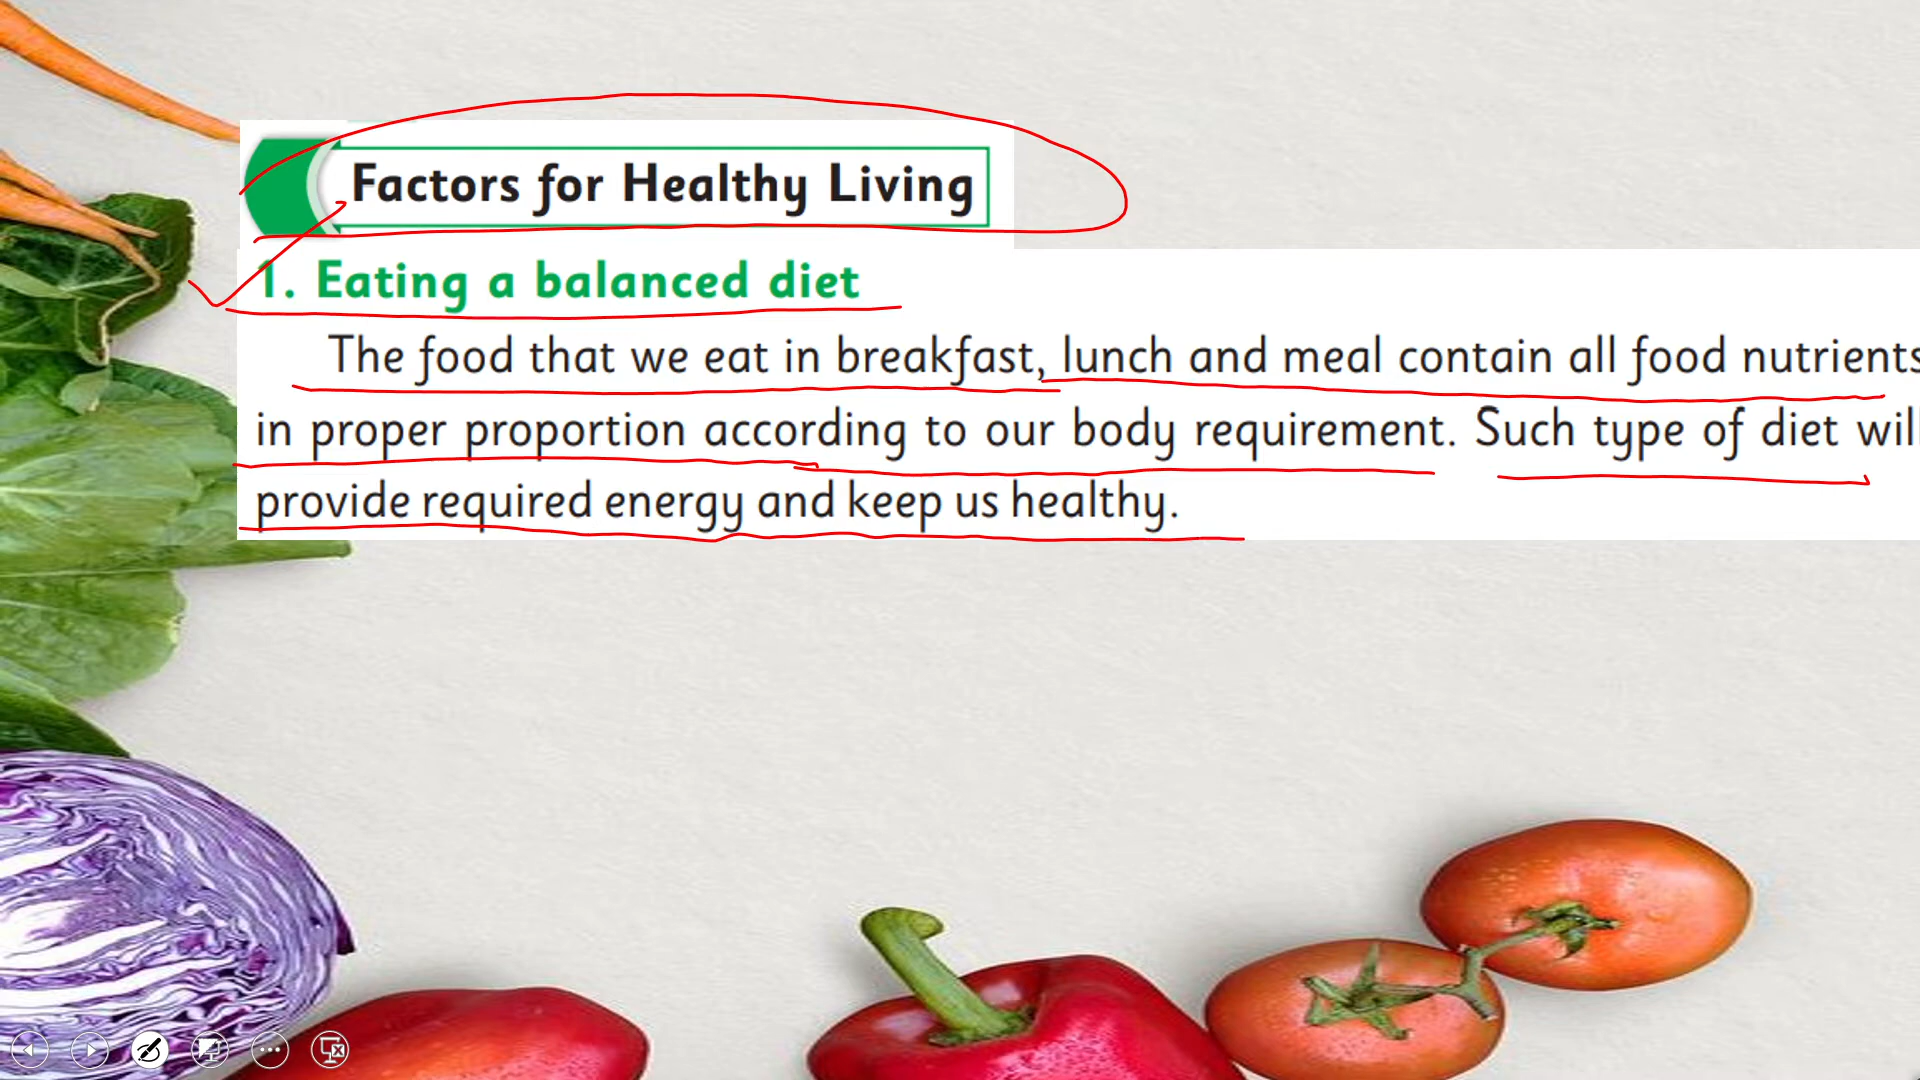 Factors for Healthy Living
1. Eating a balanced diet
The food that we eat in breakfast, lunch and meal contain all food nutrients
in proper proportion according to our body requirement. Such type of diet will
provide required energy and keep us healthy.